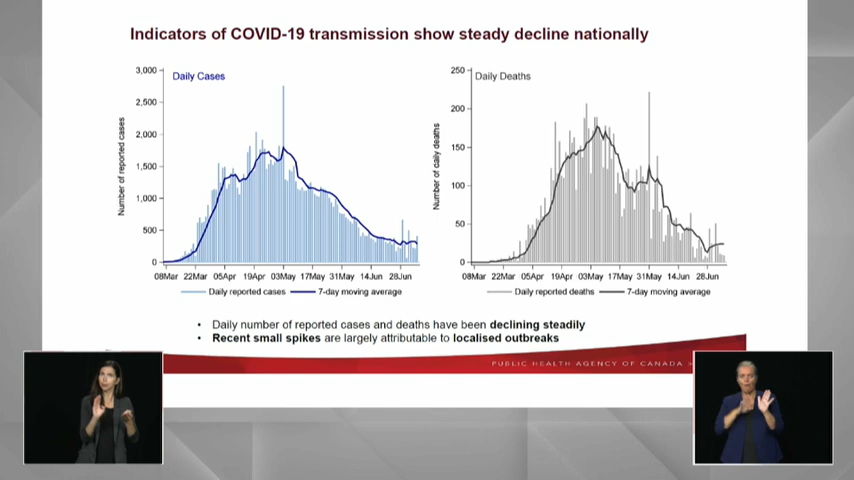 Indicators of COVID-19 transmission show steady decline nationally
Daily Cases
Number of reported cases
3,000
2,500
2,000
1,500
1,000
500
0
08Mar 22Mar 05Apr 19Apr 03May 17May 31May 14Jun 28Jun
Daily reported cases 7-day moving average
Daily Deaths
Number of daily deaths
250
200
150
100
50
0
08Mar 22Mar 05Apr 19Apr 03May 17May 31May 14Jun 28Jun
Daily reported deaths 7-day moving average
• Daily number of reported cases and deaths have been declining steadily
• Recent small spikes are largely attributable to localised outbreaks
PUBLIC HEALTH AGENCY OF CANADA >